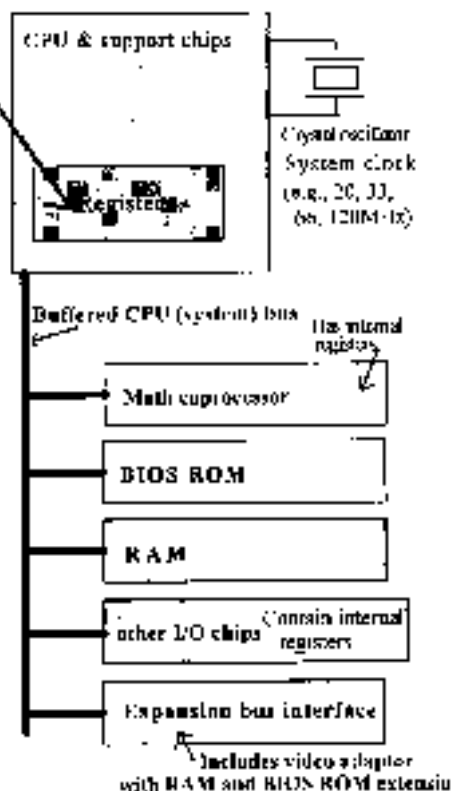 CPU & support chips
Registers
Crystal oscillator
System clock
(e.g., 20, 33,
66, 120MHz)
Buffered CPU (system) bus
Has internal
registers
Math coprocessor
BIOS ROM
RAM
other I/O chips
Contain internal
registers
Expansion bus interface
Includes video adaptor
with RAM and BIOS ROM extensiu